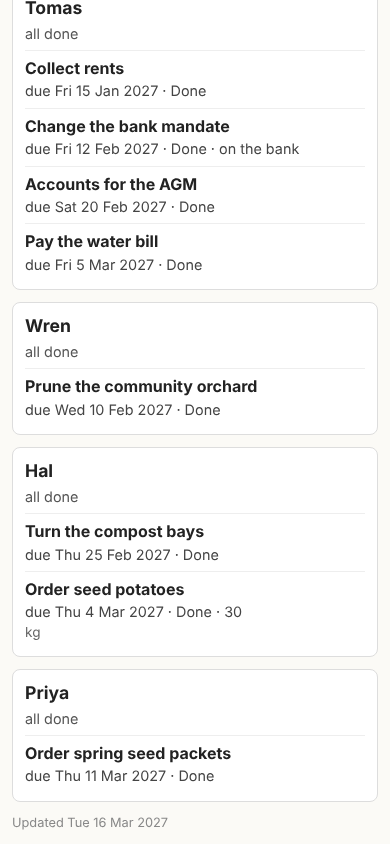 Tomas
all done
Collect rents
due Fri 15 Jan 2027 · Done
Change the bank mandate
due Fri 12 Feb 2027 · Done · on the bank
Accounts for the AGM
due Sat 20 Feb 2027 · Done
Pay the water bill
due Fri 5 Mar 2027 · Done
Wren
all done
Prune the community orchard
due Wed 10 Feb 2027 · Done
Hal
all done
Turn the compost bays
due Thu 25 Feb 2027 · Done
Order seed potatoes
due Thu 4 Mar 2027 · Done · 30
kg
Priya
all done
Order spring seed packets
due Thu 11 Mar 2027 · Done
Updated Tue 16 Mar 2027